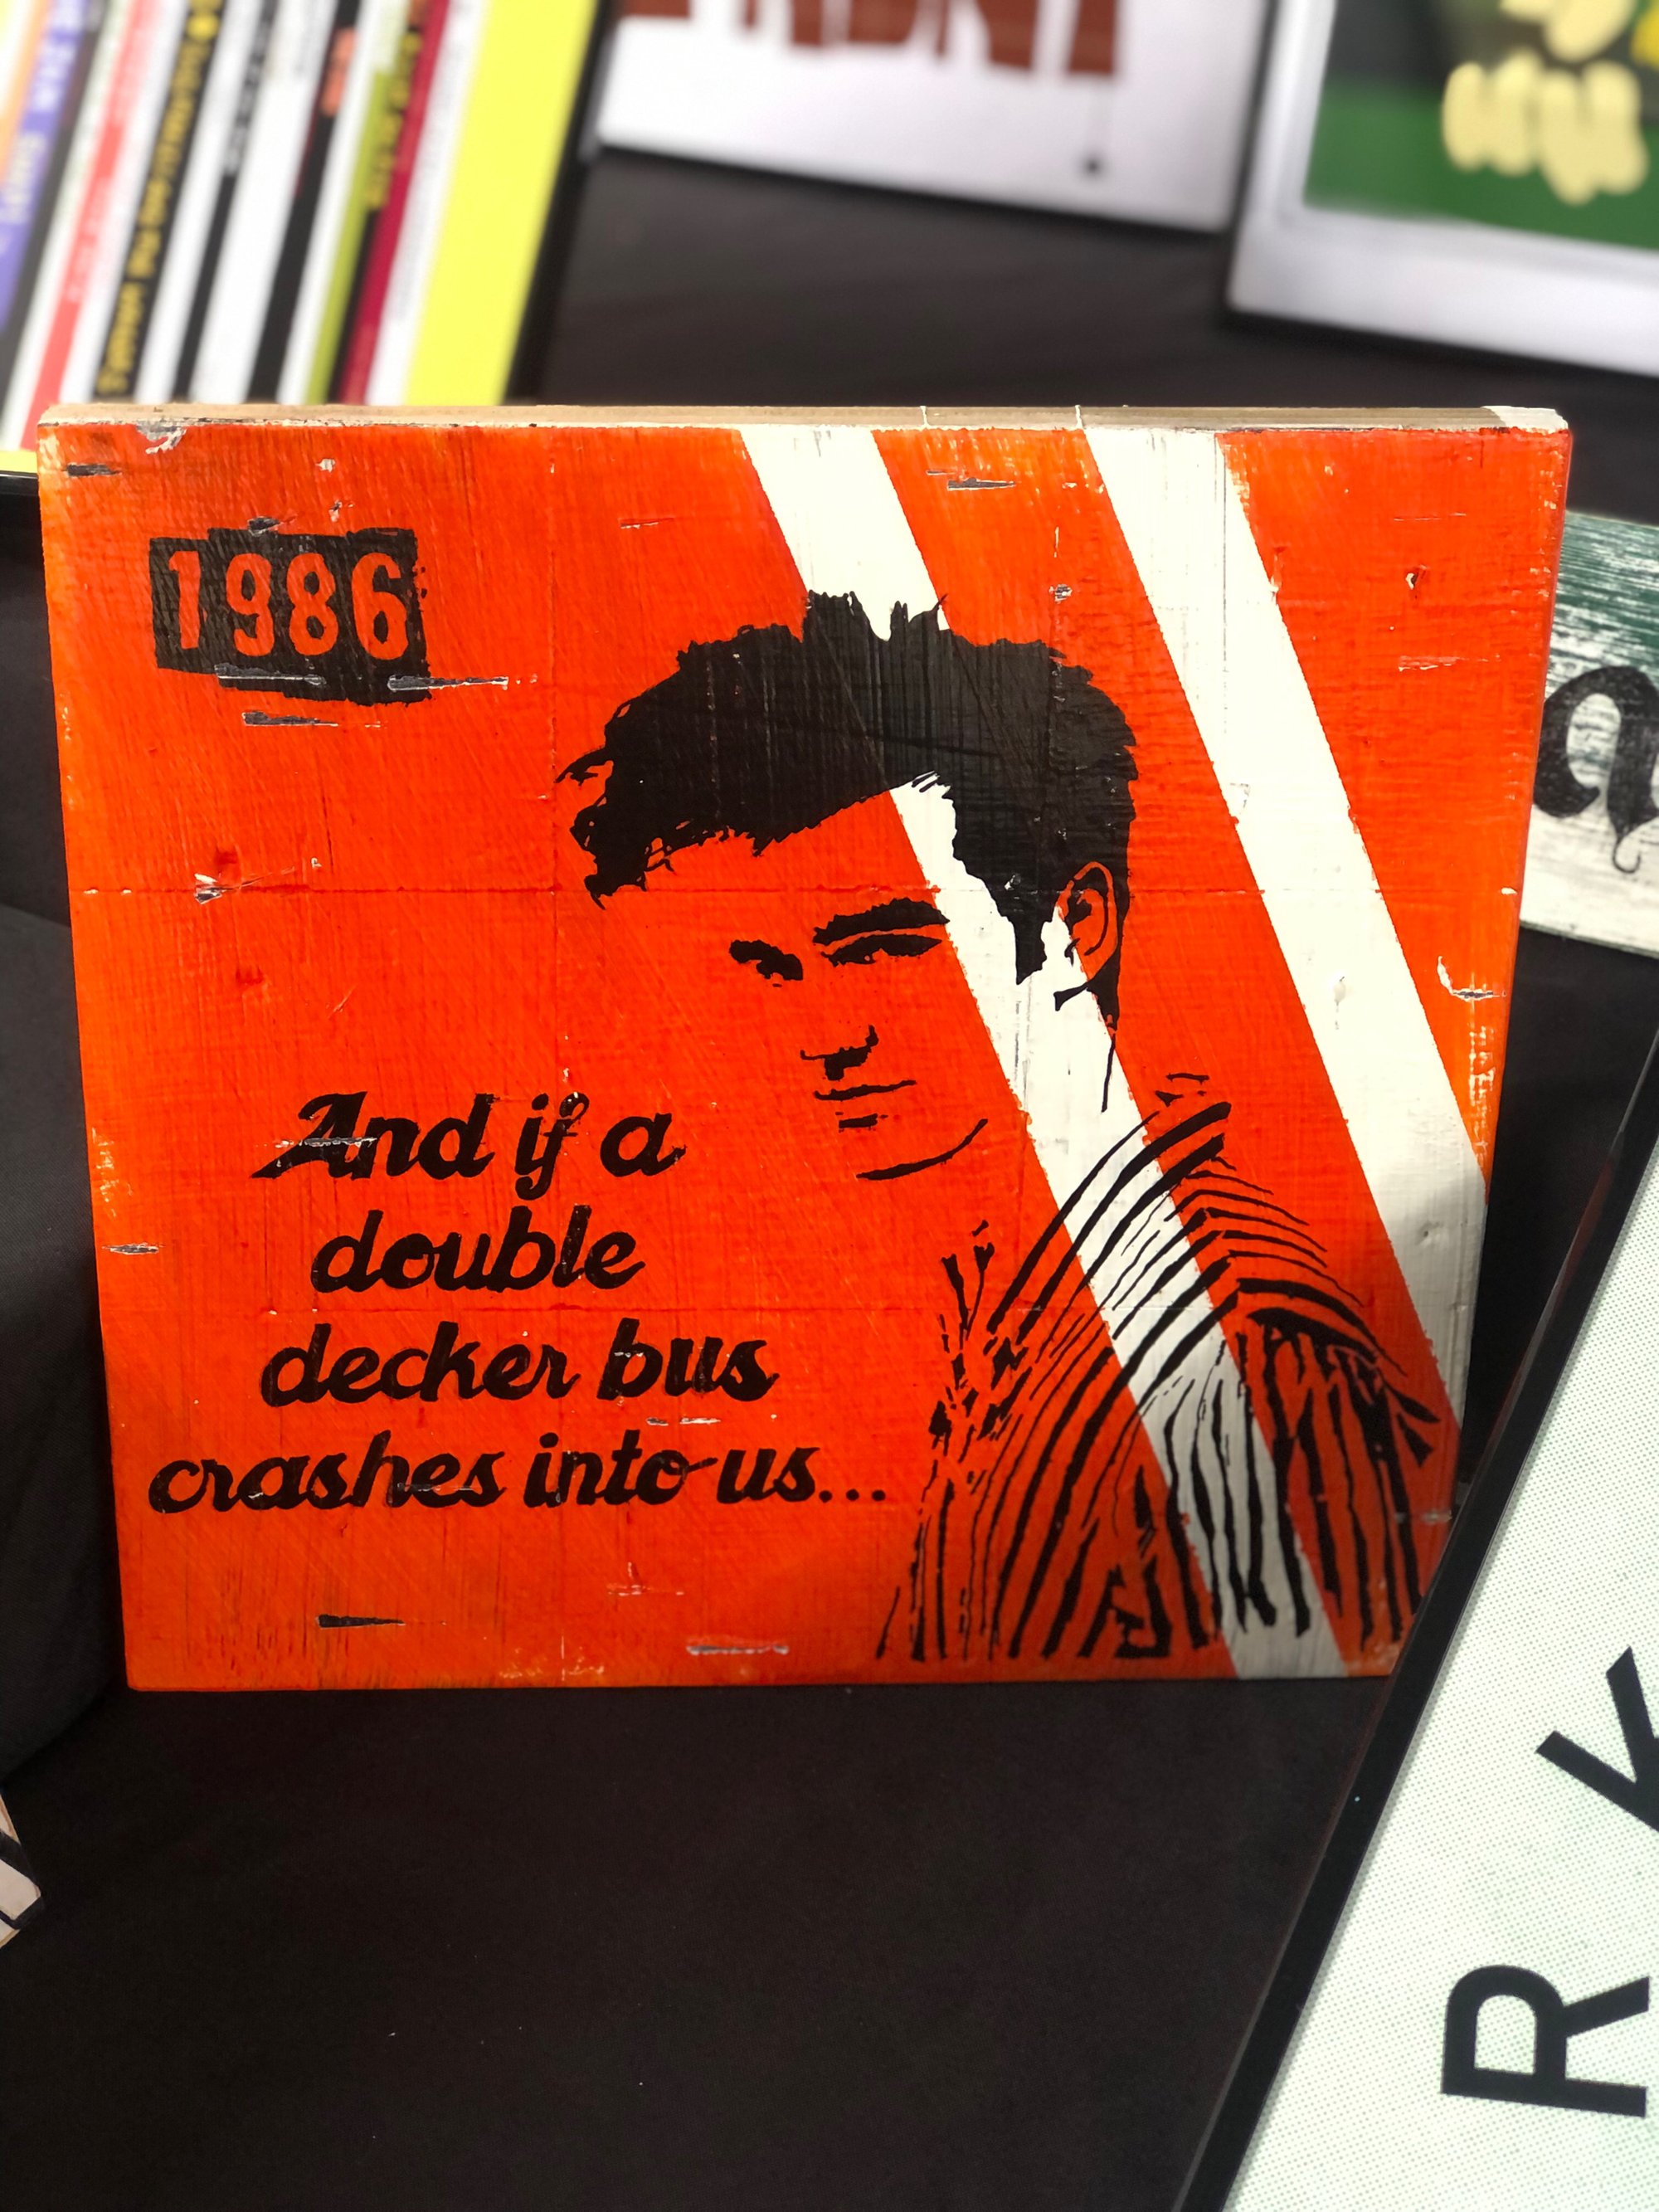 1986
And if a
double
decker bus
crashes into us...
a
R K